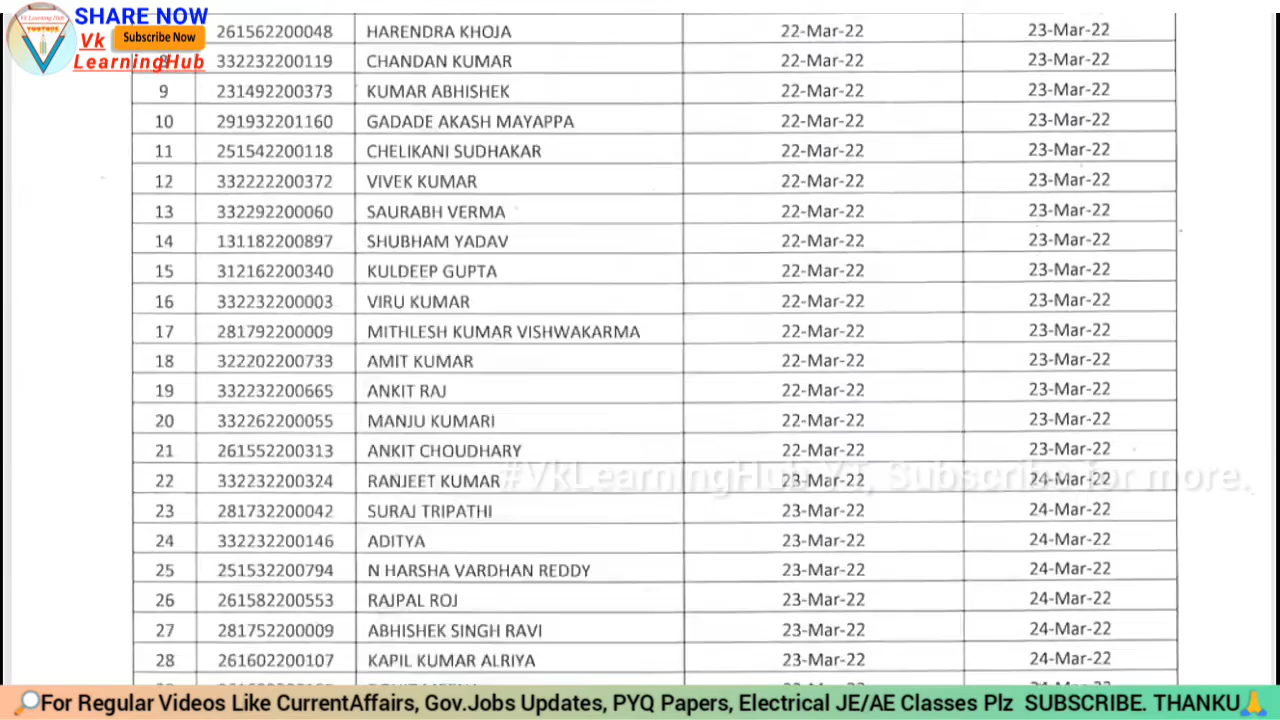 SHARE NOW
Vk Learning Hub
Vk
Subscribe Now
LearningHub
261562200048 HARENDRA KHOJA 22-Mar-22 23-Mar-22
8 332232200119 CHANDAN KUMAR 22-Mar-22 23-Mar-22
9 231492200373 KUMAR ABHISHEK 22-Mar-22 23-Mar-22
10 291932201160 GADADE AKASH MAYAPPA 22-Mar-22 23-Mar-22
11 251542200118 CHELIKANI SUDHAKAR 22-Mar-22 23-Mar-22
12 332222200372 VIVEK KUMAR 22-Mar-22 23-Mar-22
13 332292200060 SAURABH VERMA 22-Mar-22 23-Mar-22
14 131182200897 SHUBHAM YADAV 22-Mar-22 23-Mar-22
15 312162200340 KULDEEP GUPTA 22-Mar-22 23-Mar-22
16 332232200003 VIRU KUMAR 22-Mar-22 23-Mar-22
17 281792200009 MITHLESH KUMAR VISHWAKARMA 22-Mar-22 23-Mar-22
18 322202200733 AMIT KUMAR 22-Mar-22 23-Mar-22
19 332232200665 ANKIT RAJ 22-Mar-22 23-Mar-22
20 332262200055 MANJU KUMARI 22-Mar-22 23-Mar-22
21 261552200313 ANKIT CHOUDHARY 22-Mar-22 23-Mar-22
#VkLearningHub YT, Subscribe for more.
22 332232200324 RANJEET KUMAR 23-Mar-22 24-Mar-22
23 281732200042 SURAJ TRIPATHI 23-Mar-22 24-Mar-22
24 332232200146 ADITYA 23-Mar-22 24-Mar-22
25 251532200794 N HARSHA VARDHAN REDDY 23-Mar-22 24-Mar-22
26 261582200553 RAJPAL ROJ 23-Mar-22 24-Mar-22
27 281752200009 ABHISHEK SINGH RAVI 23-Mar-22 24-Mar-22
28 261602200107 KAPIL KUMAR ALRIYA 23-Mar-22 24-Mar-22
For Regular Videos Like CurrentAffairs, Gov.Jobs Updates, PYQ Papers, Electrical JE/AE Classes Plz SUBSCRIBE. THANKU